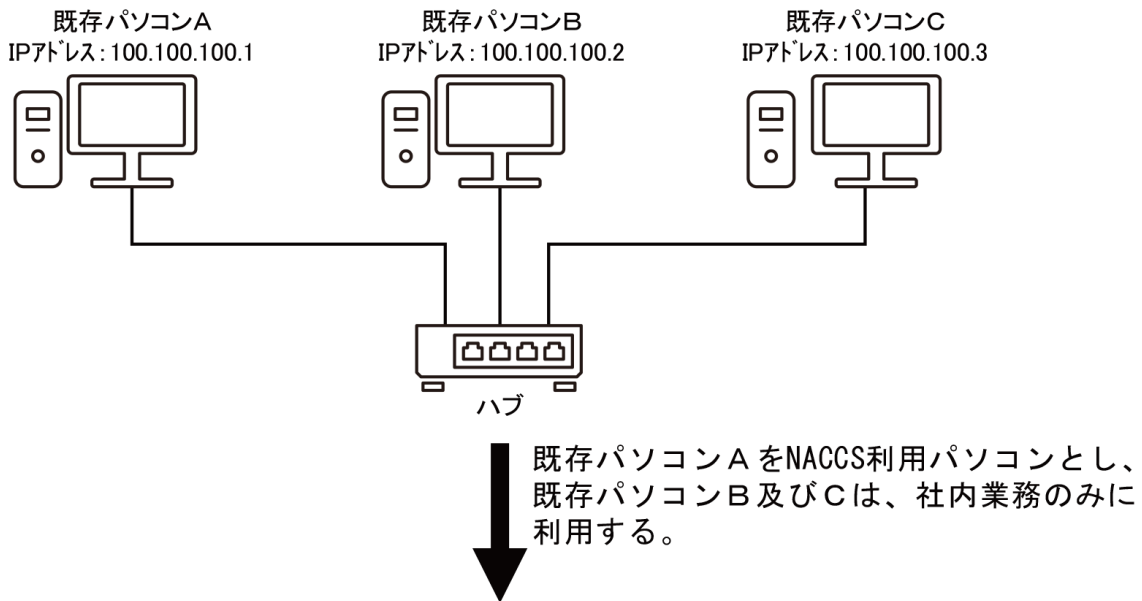 既存パソコンA
IPアドレス:100.100.100.1
既存パソコンB
IPアドレス:100.100.100.2
既存パソコンC
IPアドレス:100.100.100.3
ハブ
既存パソコンAをNACCS利用パソコンとし、
既存パソコンB及びCは、社内業務のみに
利用する。